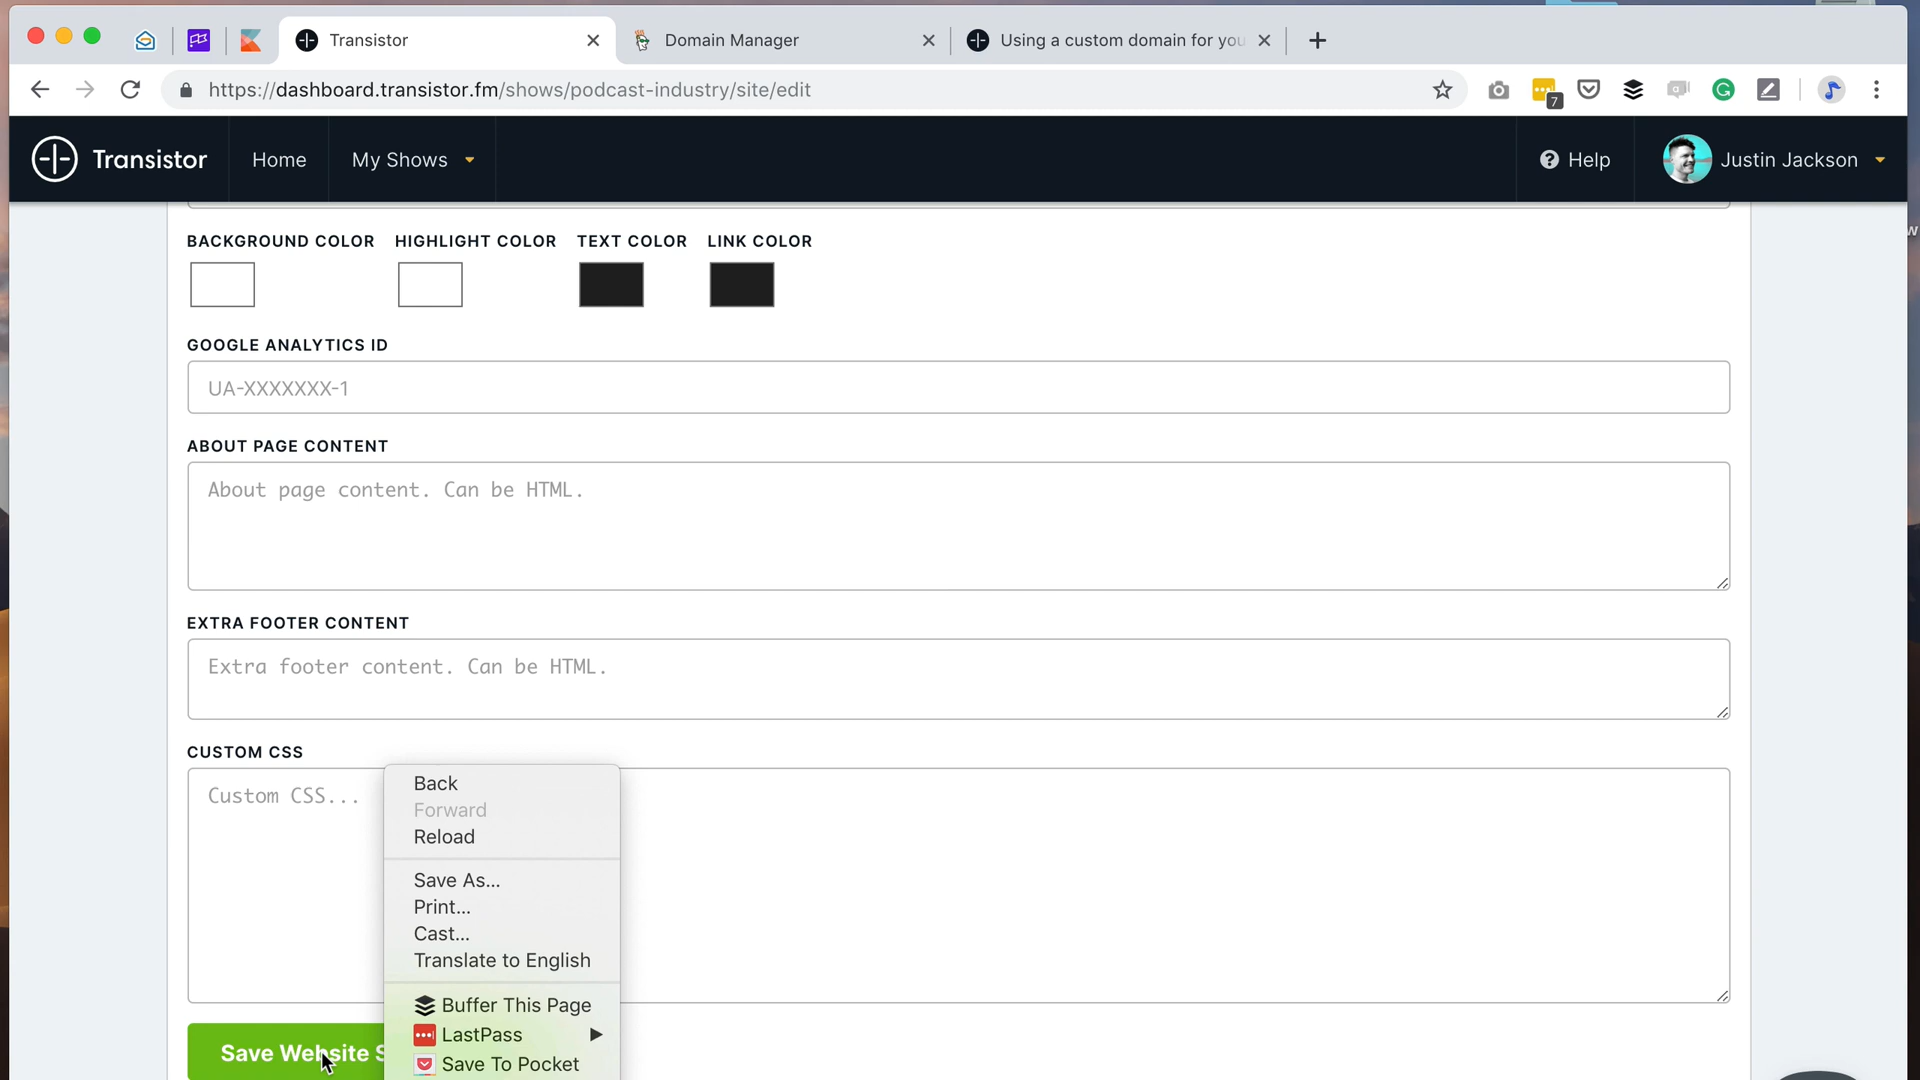 Transistor
Domain Manager
Using a custom domain for you
https://dashboard.transistor.fm/shows/podcast-industry/site/edit
7
Transistor
Home
My Shows
Help
Justin Jackson
BACKGROUND COLOR
HIGHLIGHT COLOR
TEXT COLOR
LINK COLOR
GOOGLE ANALYTICS ID
UA-XXXXXXX-1
ABOUT PAGE CONTENT
About page content. Can be HTML.
EXTRA FOOTER CONTENT
Extra footer content. Can be HTML.
CUSTOM CSS
Custom CSS...
Back
Forward
Reload
Save As...
Print...
Cast...
Translate to English
Buffer This Page
LastPass
Save To Pocket
Save Website S